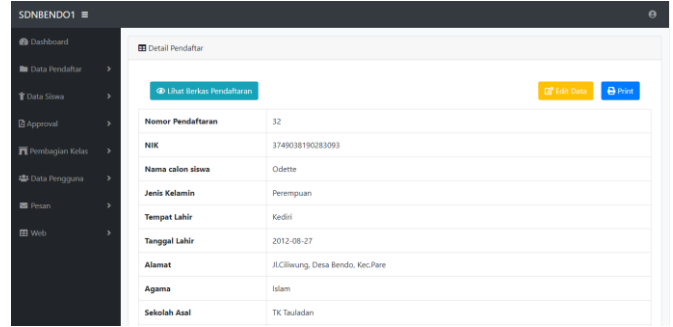 SDNBENDO1
Dashboard
Detail Pendaftar
Data Pendaftar
Data Siswa
Approval
Pembagian Kelas
Data Pengguna
Pesan
Web
Lihat Berkas Pendaftaran
Edit Data
Print
Nomor Pendaftaran 32
NIK 3749038190283093
Nama calon siswa Odette
Jenis Kelamin Perempuan
Tempat Lahir Kediri
Tanggal Lahir 2012-08-27
Alamat Jl.Ciliwung, Desa Bendo, Kec.Pare
Agama Islam
Sekolah Asal TK Tauladan